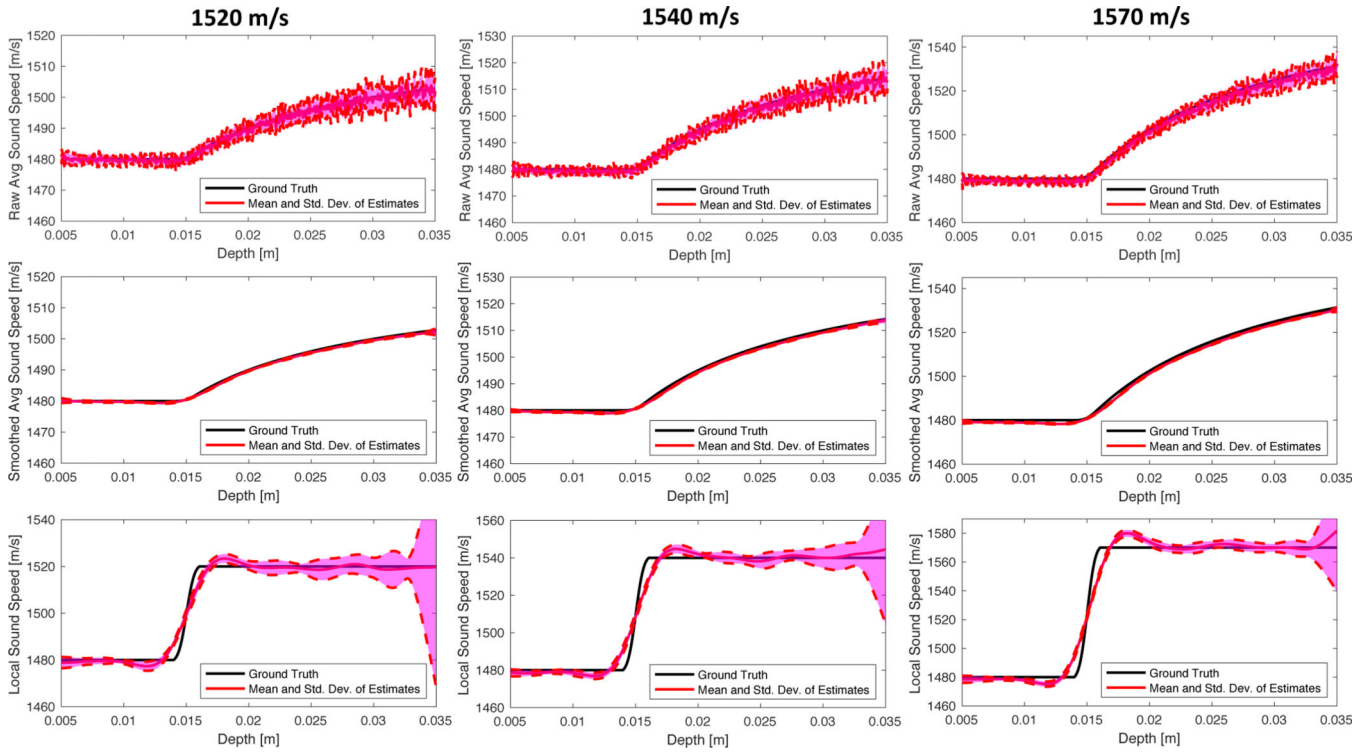 1520 m/s 1540 m/s 1570 m/s
Raw Avg Sound Speed [m/s]
1520
1510
1500
1490
1480
1470
1460
Ground Truth
Mean and Std. Dev. of Estimates
0.005 0.01 0.015 0.02 0.025 0.03 0.035
Depth [m]
Raw Avg Sound Speed [m/s]
1530
1520
1510
1500
1490
1480
1470
1460
Ground Truth
Mean and Std. Dev. of Estimates
0.005 0.01 0.015 0.02 0.025 0.03 0.035
Depth [m]
Raw Avg Sound Speed [m/s]
1540
1520
1500
1480
1460
Ground Truth
Mean and Std. Dev. of Estimates
0.005 0.01 0.015 0.02 0.025 0.03 0.035
Depth [m]
Smoothed Avg Sound Speed [m/s]
1520
1510
1500
1490
1480
1470
1460
Ground Truth
Mean and Std. Dev. of Estimates
0.005 0.01 0.015 0.02 0.025 0.03 0.035
Depth [m]
Smoothed Avg Sound Speed [m/s]
1530
1520
1510
1500
1490
1480
1470
1460
Ground Truth
Mean and Std. Dev. of Estimates
0.005 0.01 0.015 0.02 0.025 0.03 0.035
Depth [m]
Smoothed Avg Sound Speed [m/s]
1540
1520
1500
1480
1460
Ground Truth
Mean and Std. Dev. of Estimates
0.005 0.01 0.015 0.02 0.025 0.03 0.035
Depth [m]
Local Sound Speed [m/s]
1540
1520
1500
1480
1460
Ground Truth
Mean and Std. Dev. of Estimates
0.005 0.01 0.015 0.02 0.025 0.03 0.035
Depth [m]
Local Sound Speed [m/s]
1560
1540
1520
1500
1480
1460
Ground Truth
Mean and Std. Dev. of Estimates
0.005 0.01 0.015 0.02 0.025 0.03 0.035
Depth [m]
Local Sound Speed [m/s]
1580
1560
1540
1520
1500
1480
1460
Ground Truth
Mean and Std. Dev. of Estimates
0.005 0.01 0.015 0.02 0.025 0.03 0.035
Depth [m]